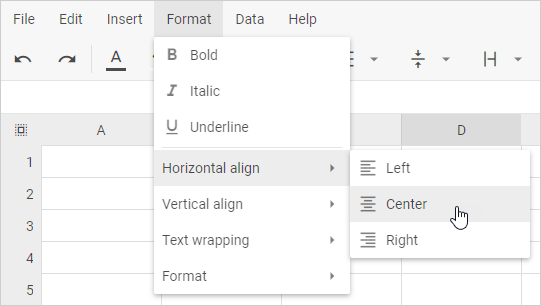 File Edit Insert Format Data Help
A
Bold
Italic
Underline
Horizontal align
Vertical align
Text wrapping
Format
Left
Center
Right
A D
1
2
3
4
5